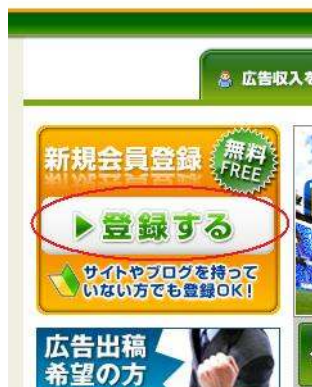 広告収入を
新規会員登録
無料
FREE
登録する
サイトやブログを持って
いない方でも登録OK!
広告出稿
希望の方